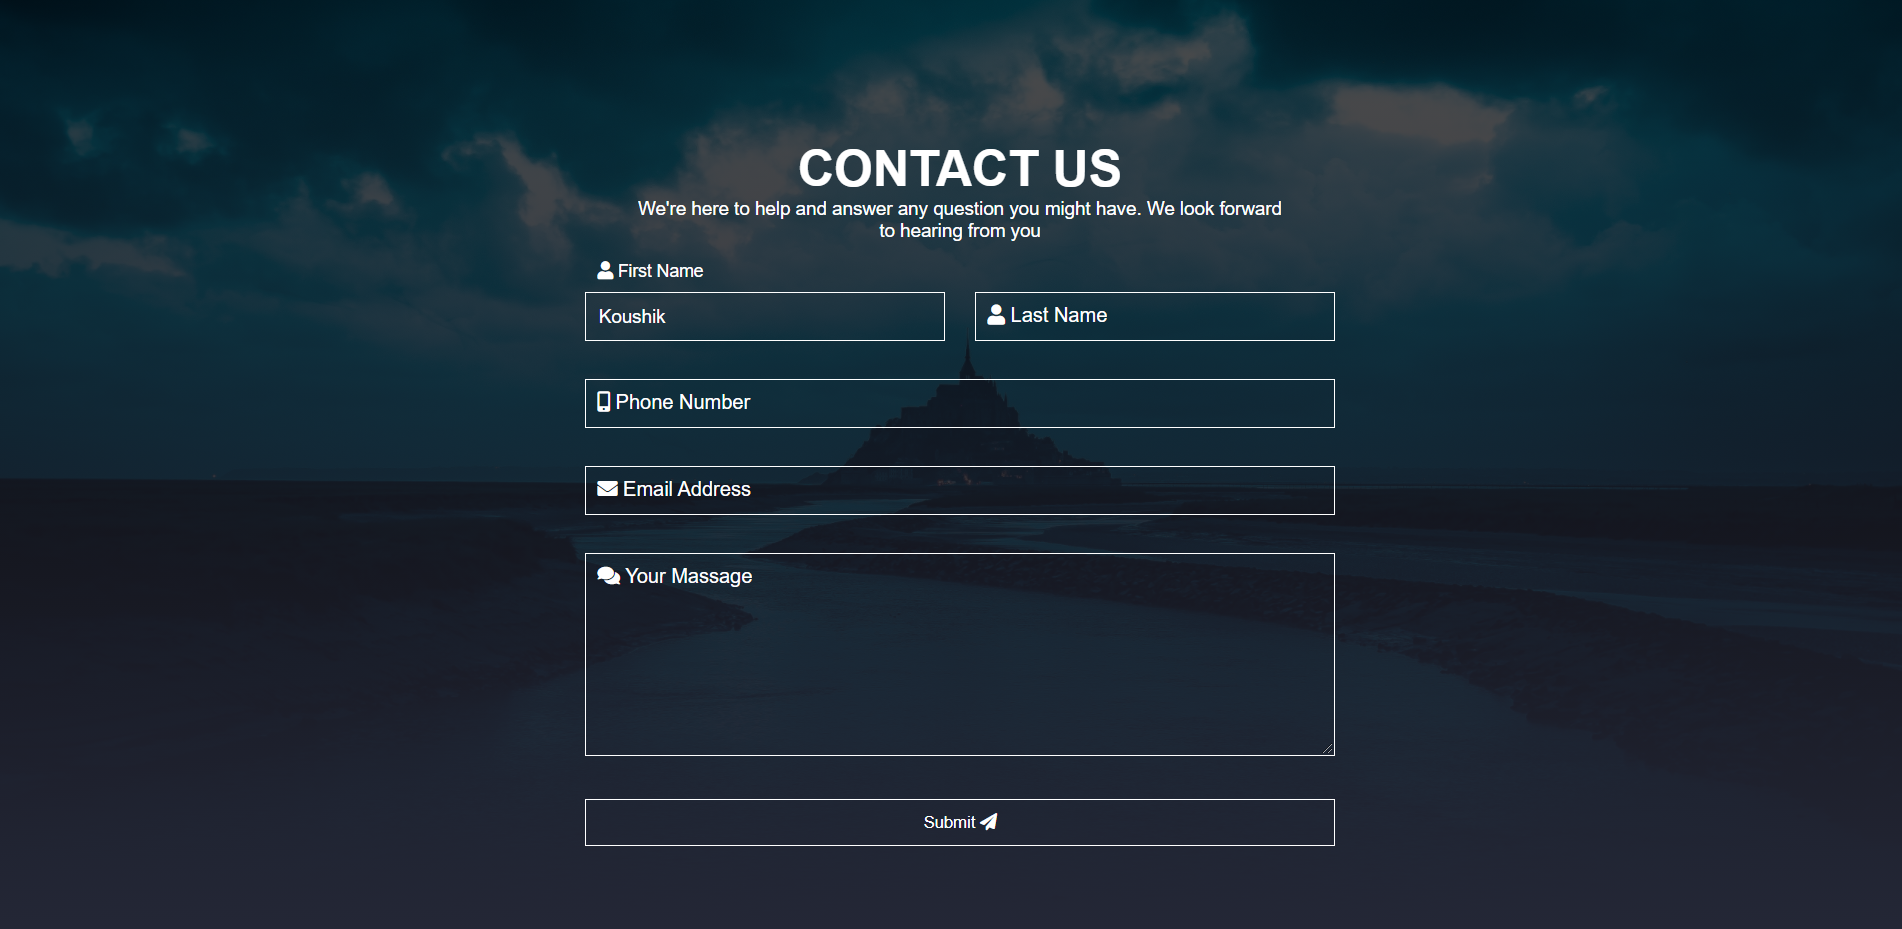 CONTACT US
We're here to help and answer any question you might have. We look forward
to hearing from you
First Name
Koushik
Last Name
Phone Number
Email Address
Your Massage
Submit